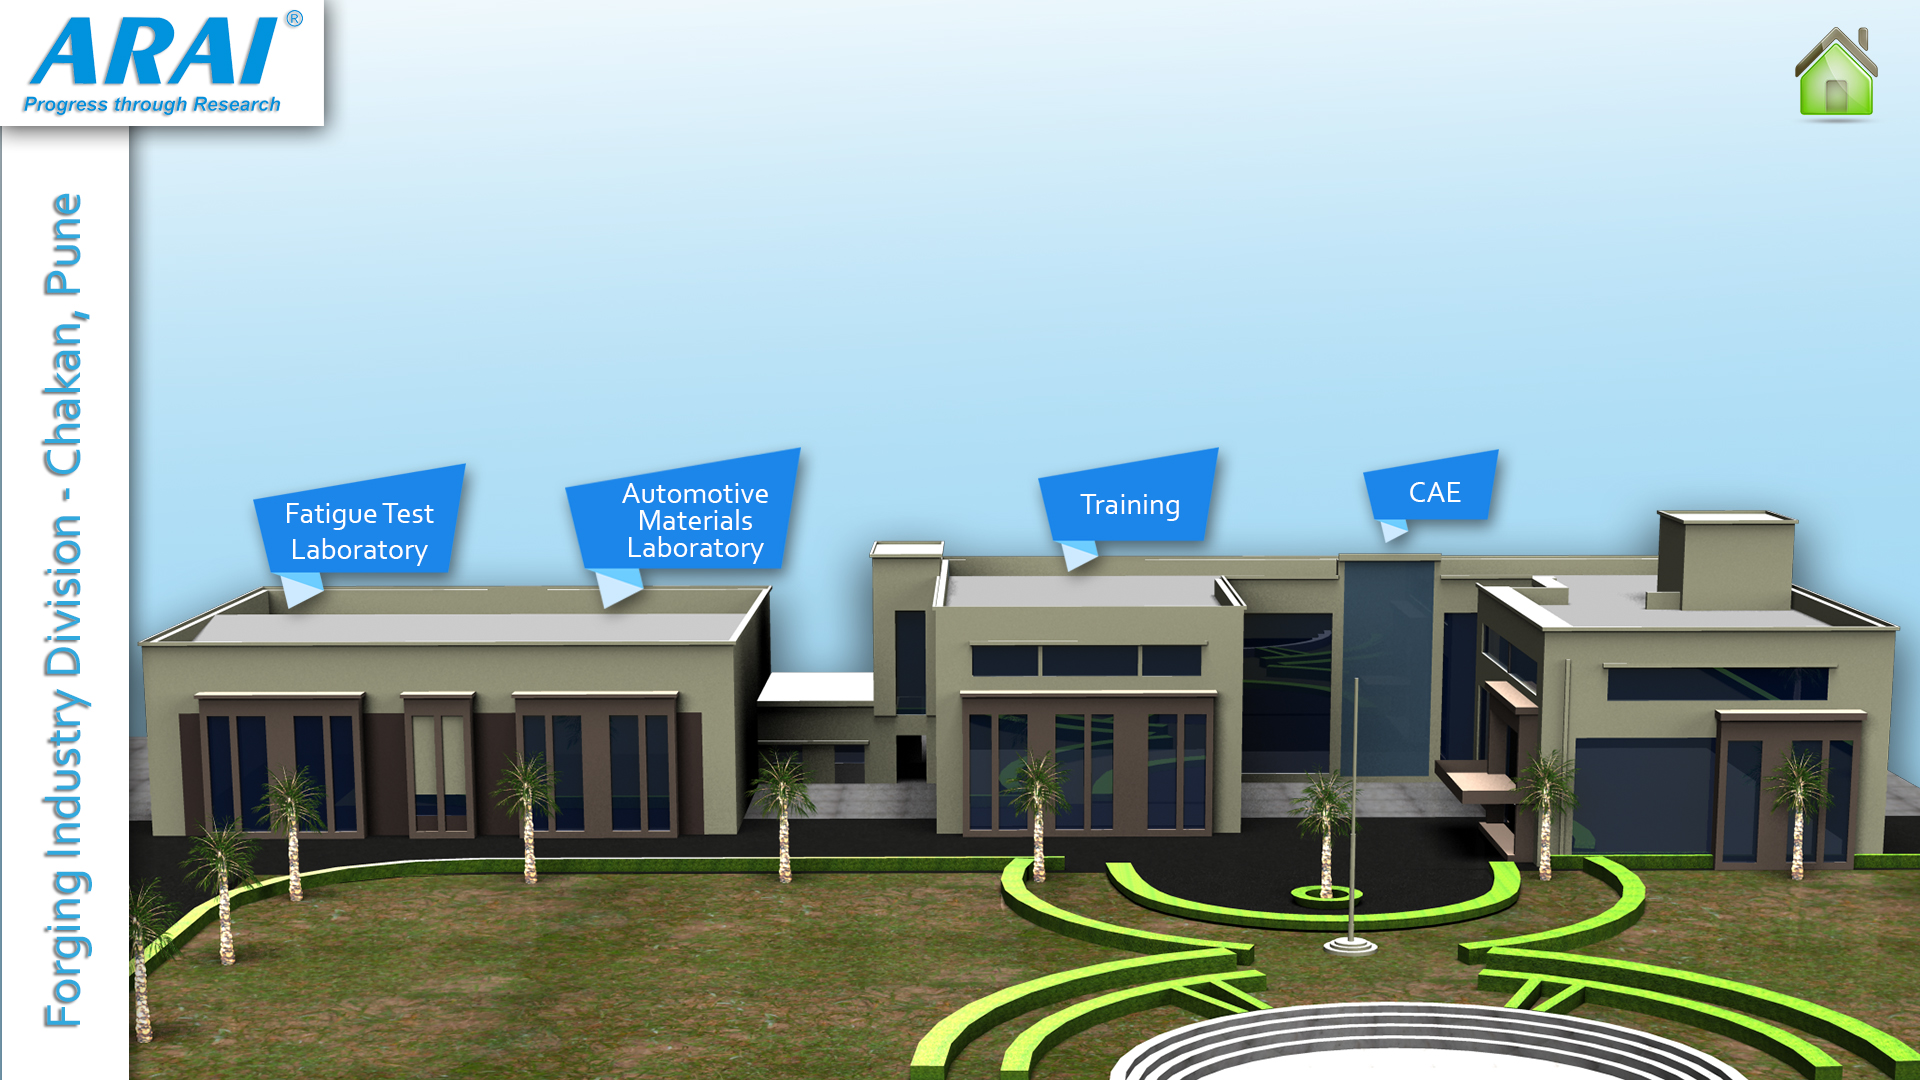 ARAI®
Progress through Research
Forging Industry Division - Chakan, Pune
Fatigue Test
Laboratory
Automotive
Materials
Laboratory
Training
CAE